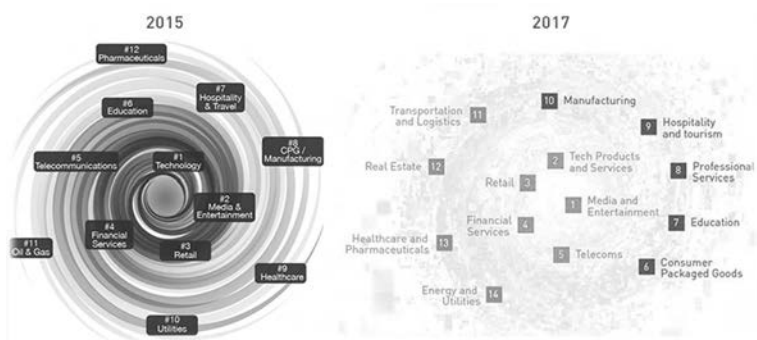 2015
#12
Pharmaceuticals
#7
Hospitality
& Travel
#6
Education
#8
CPG /
Manufacturing
#5
Telecommunications
#1
Technology
#2
Media &
Entertainment
#4
Financial
Services
#3
Retail
#11
Oil & Gas
#9
Healthcare
#10
Utilities
2017
10 Manufacturing
Transportation
and Logistics
11
9
Hospitality
and tourism
Real Estate 12
2
Tech Products
and Services
8
Professional
Services
Retail 3
1
Media and
Entertainment
Financial
Services
4
7 Education
Healthcare and
Pharmaceuticals
13
5 Telecoms
6
Consumer
Packaged Goods
Energy and
Utilities
14